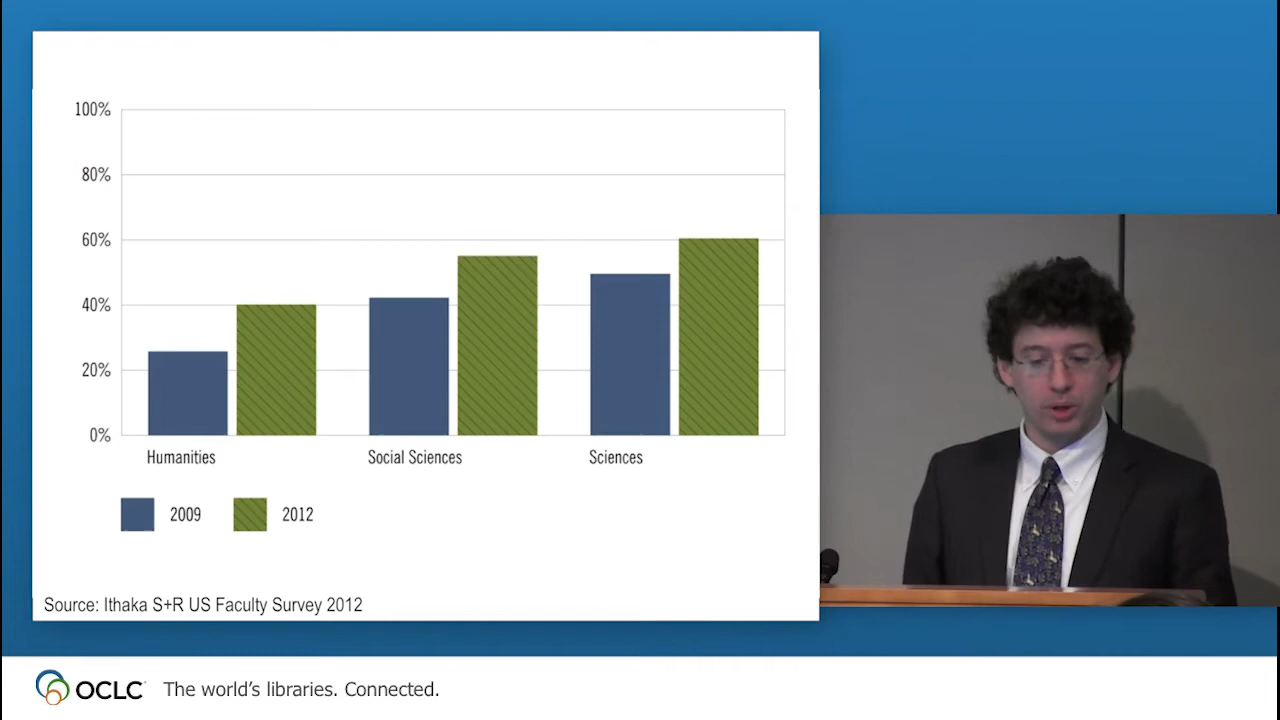 100%
80%
60%
40%
20%
0%
Humanities Social Sciences Sciences
2009 2012
Source: Ithaka S+R US Faculty Survey 2012
OCLC The world's libraries. Connected.